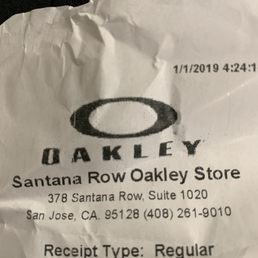 1/1/2019 4:24:1
OAKLEY
Santana Row Oakley Store
378 Santana Row, Suite 1020
San Jose, CA. 95128 (408) 261-9010
Receipt Type: Regular